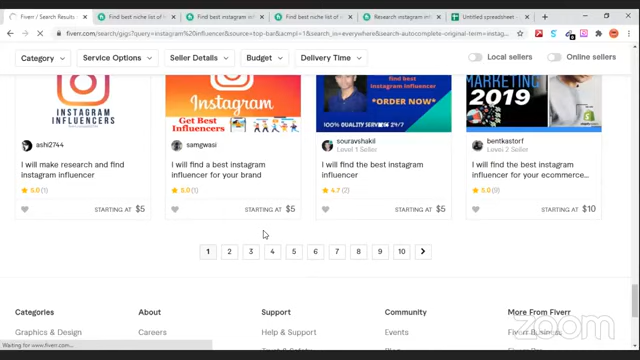 Fiverr / Search Results
Find best niche list of
Find best instagram inf
Find best niche list of
Research instagram inf
Untitled spreadsheet -
fiverr.com/search/gigs?query=instagram%20influencer&source=top-bar&acmpl=1&search_in=everywhere&search-autocomplete-original-term=instag...
Category
Service Options
Seller Details
Budget
Delivery Time
Local sellers
Online sellers
INSTAGRAM
INFLUENCERS
Instagram
Get Best
Influencers
find best
instagram influencer
*ORDER NOW*
100% QUALITY SERVICE 24/7
MARKETING
2019
ashi2744
samgwasi
souravshakil
Level 1 Seller
bentkastorf
Level 2 Seller
I will make research and find
instagram influencer
I will find a best instagram
influencer for your brand
I will find the best instagram
influencer
I will find the best instagram
influencer for your ecommerce...
5.0 (1)
5.0 (1)
4.7 (2)
5.0 (9)
STARTING AT $5
STARTING AT $5
STARTING AT $5
STARTING AT $10
1 2 3 4 5 6 7 8 9 10
Categories
About
Support
Community
More From Fiverr
Graphics & Design
Careers
Help & Support
Events
Fiverr Business
Waiting for www.fiverr.com...
Trust & Safety
Blog
zoom